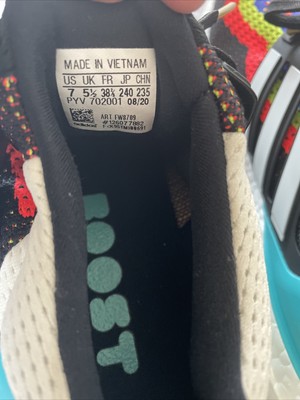 MADE IN VIETNAM
US UK FR JP CHN
7 5½ 38⅔ 240 235
PYV 702001 08/20
ART. FW8789
BOOST